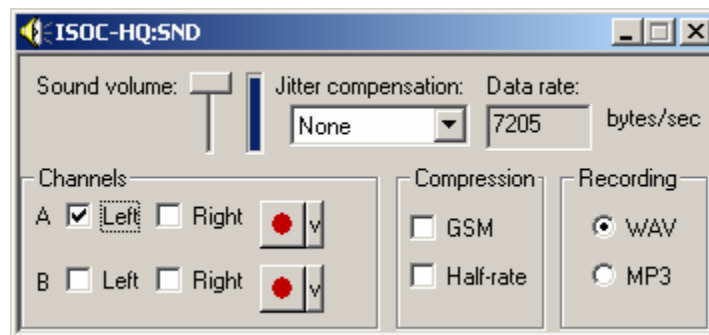 ISOC-HQ:SND
Sound volume: Jitter compensation: Data rate:
None 7205 bytes/sec
Channels Compression Recording
A Left Right v GSM WAV
B Left Right v Half-rate MP3